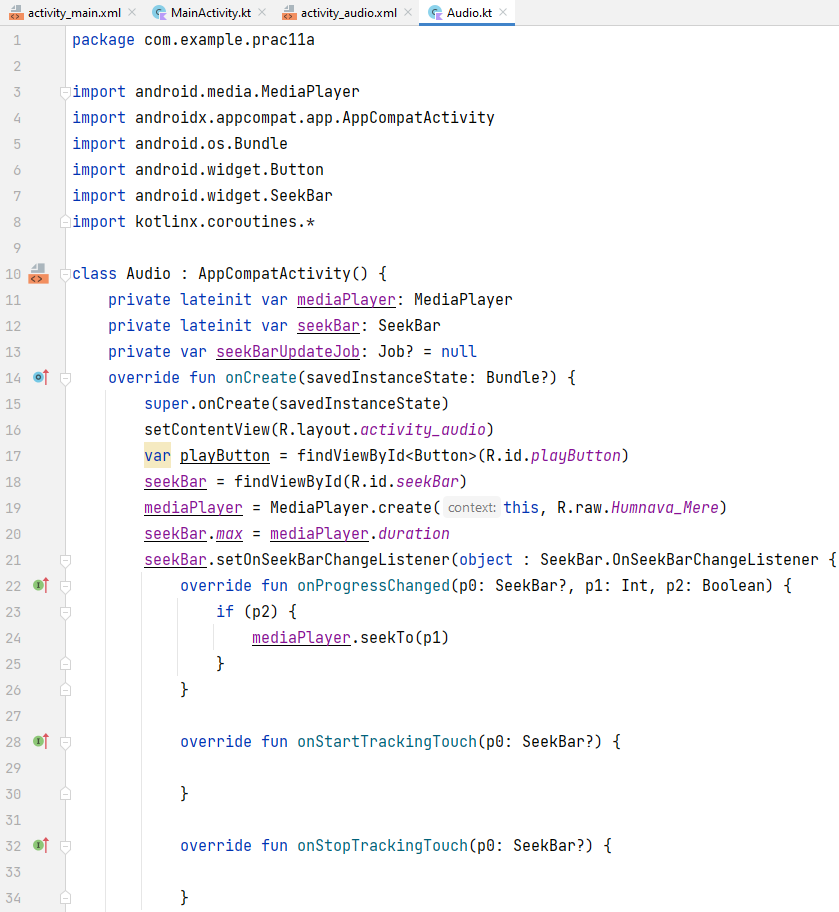 activity_main.xml MainActivity.kt activity_audio.xml Audio.kt
1 package com.example.prac11a
2
3 import android.media.MediaPlayer
4 import androidx.appcompat.app.AppCompatActivity
5 import android.os.Bundle
6 import android.widget.Button
7 import android.widget.SeekBar
8 import kotlinx.coroutines.*
9
10 class Audio : AppCompatActivity() {
11     private lateinit var mediaPlayer: MediaPlayer
12     private lateinit var seekBar: SeekBar
13     private var seekBarUpdateJob: Job? = null
14     override fun onCreate(savedInstanceState: Bundle?) {
15         super.onCreate(savedInstanceState)
16         setContentView(R.layout.activity_audio)
17         var playButton = findViewById<Button>(R.id.playButton)
18         seekBar = findViewById(R.id.seekBar)
19         mediaPlayer = MediaPlayer.create( context: this, R.raw.Humnava_Mere)
20         seekBar.max = mediaPlayer.duration
21         seekBar.setOnSeekBarChangeListener(object : SeekBar.OnSeekBarChangeListener {
22             override fun onProgressChanged(p0: SeekBar?, p1: Int, p2: Boolean) {
23                 if (p2) {
24                     mediaPlayer.seekTo(p1)
25                 }
26             }
27
28             override fun onStartTrackingTouch(p0: SeekBar?) {
29
30             }
31
32             override fun onStopTrackingTouch(p0: SeekBar?) {
33
34             }